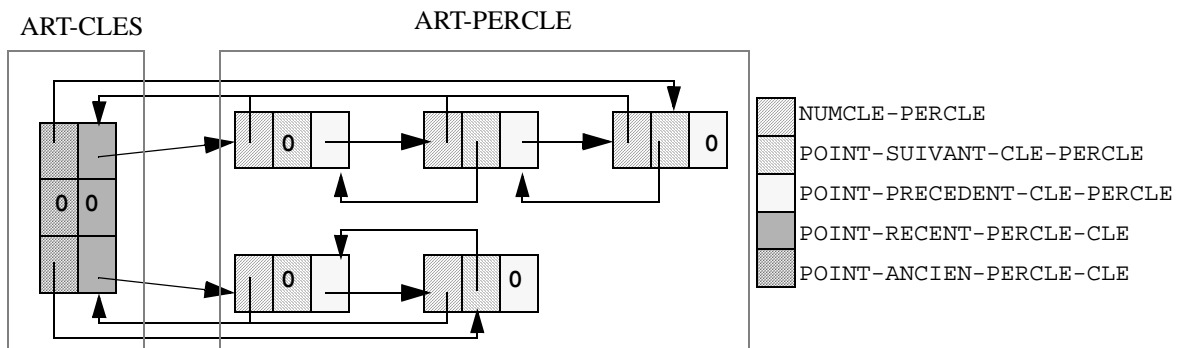 ART-CLES
ART-PERCLE
0
0
0 0
0
0
NUMCLE-PERCLE
POINT-SUIVANT-CLE-PERCLE
POINT-PRECEDENT-CLE-PERCLE
POINT-RECENT-PERCLE-CLE
POINT-ANCIEN-PERCLE-CLE